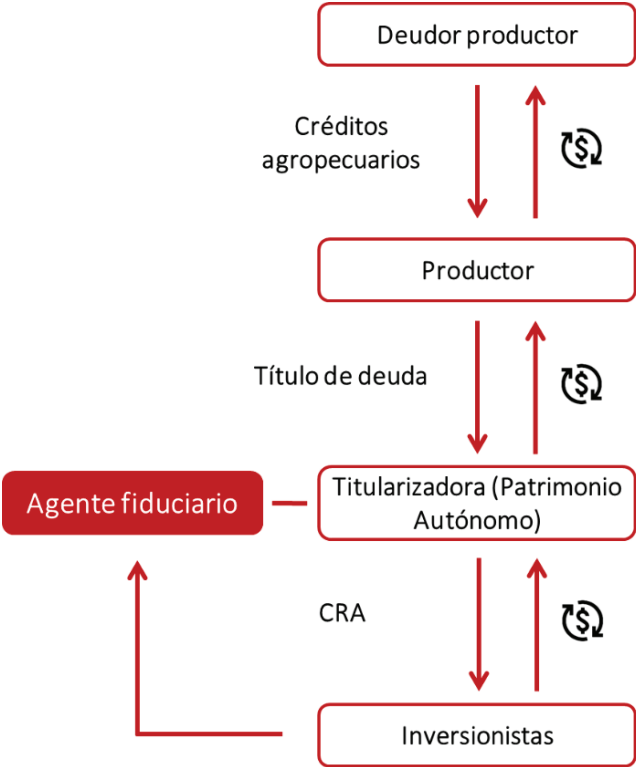 Deudor productor
Créditos
agropecuarios
$
Productor
Título de deuda
$
Agente fiduciario
Titularizadora (Patrimonio
Autónomo)
CRA
$
Inversionistas